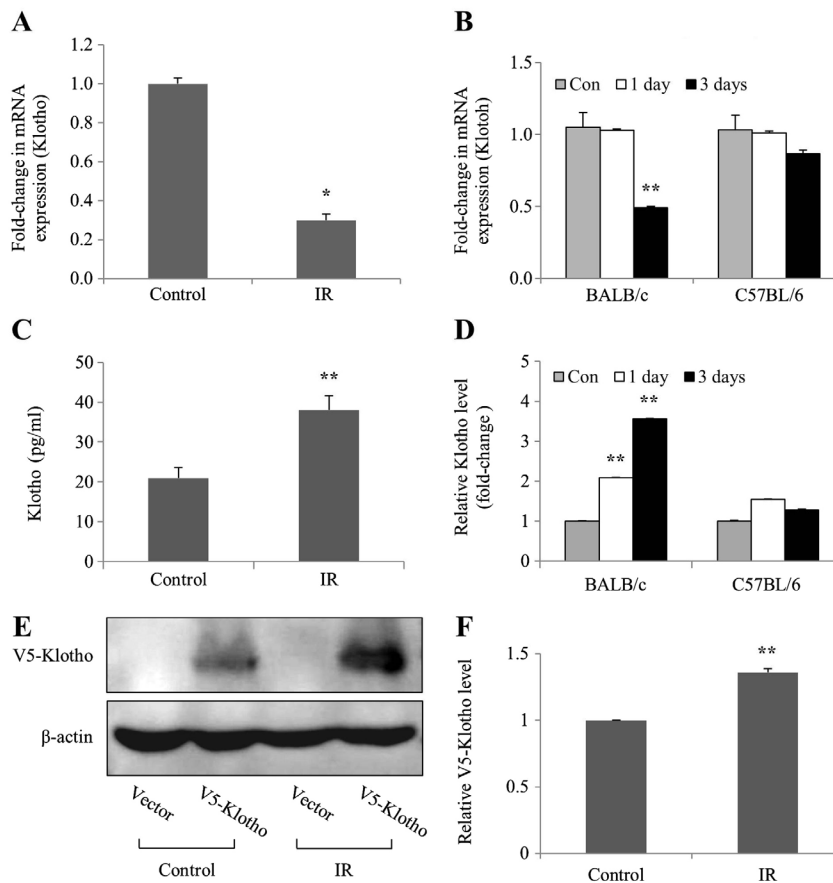 A
Fold-change in mRNA
expression (Klotho)
1.2
1.0
0.8
0.6
0.4
0.2
0.0
*
Control
IR
B
Fold-change in mRNA
expression (Klotoh)
1.5
1.0
0.5
0.0
Con
1 day
3 days
**
BALB/c
C57BL/6
C
Klotho (pg/ml)
50
40
30
20
10
0
**
Control
IR
D
Relative Klotho level
(fold-change )
5
4
3
2
1
0
Con
1 day
3 days
**
**
BALB/c
C57BL/6
E
V5-Klotho
β-actin
Vector
V5-Klotho
Vector
V5-Klotho
Control
IR
F
Relative V5-Klotho level
1.5
1
1.5
0
**
Control
IR